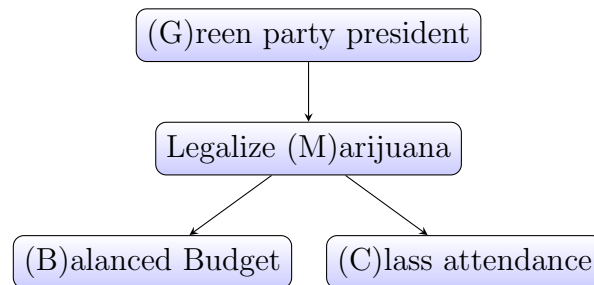 (G)reen party president
Legalize (M)arijuana
(B)alanced Budget
(C)lass attendance